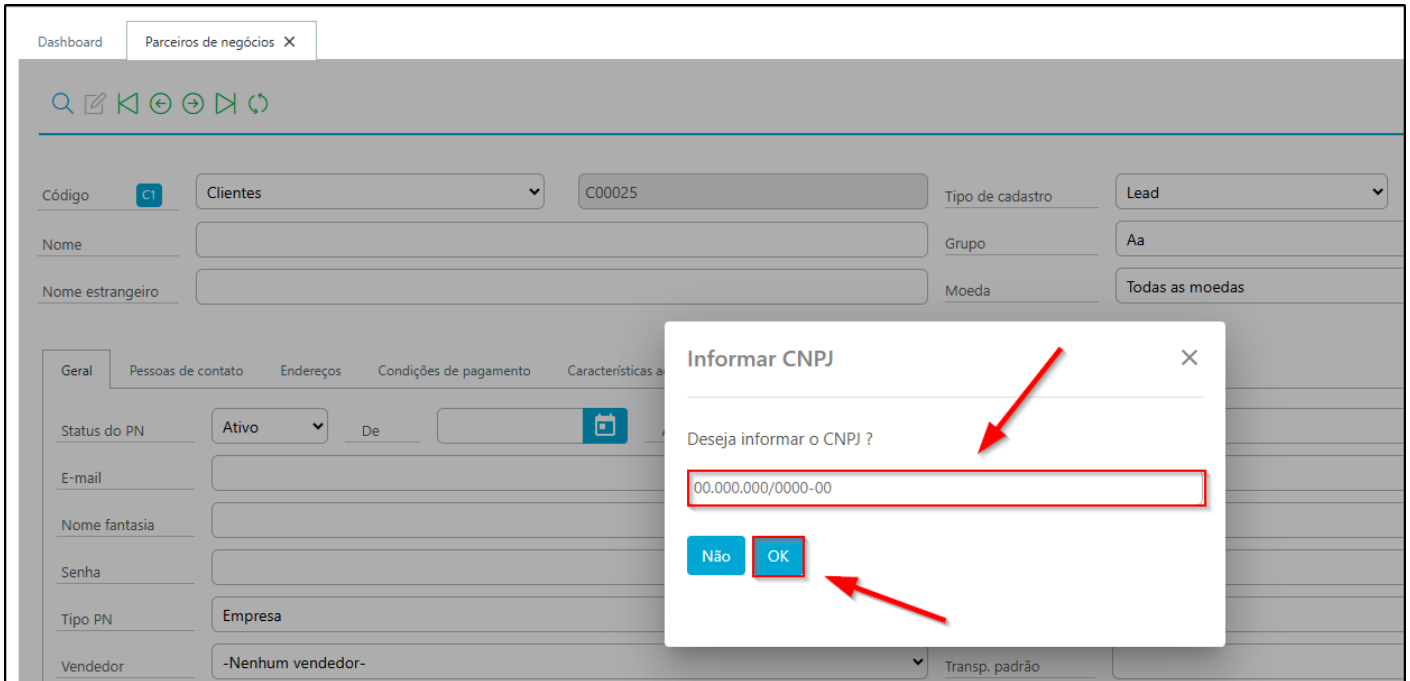 Dashboard
Parceiros de negócios
Código C1 Clientes C00025 Tipo de cadastro Lead
Nome Grupo Aa
Nome estrangeiro Moeda Todas as moedas
Geral Pessoas de contato Endereços Condições de pagamento Características
Informar CNPJ
Deseja informar o CNPJ ?
00.000.000/0000-00
Não OK
Status do PN Ativo De
E-mail
Nome fantasia
Senha
Tipo PN Empresa
Vendedor -Nenhum vendedor- Transp. padrão